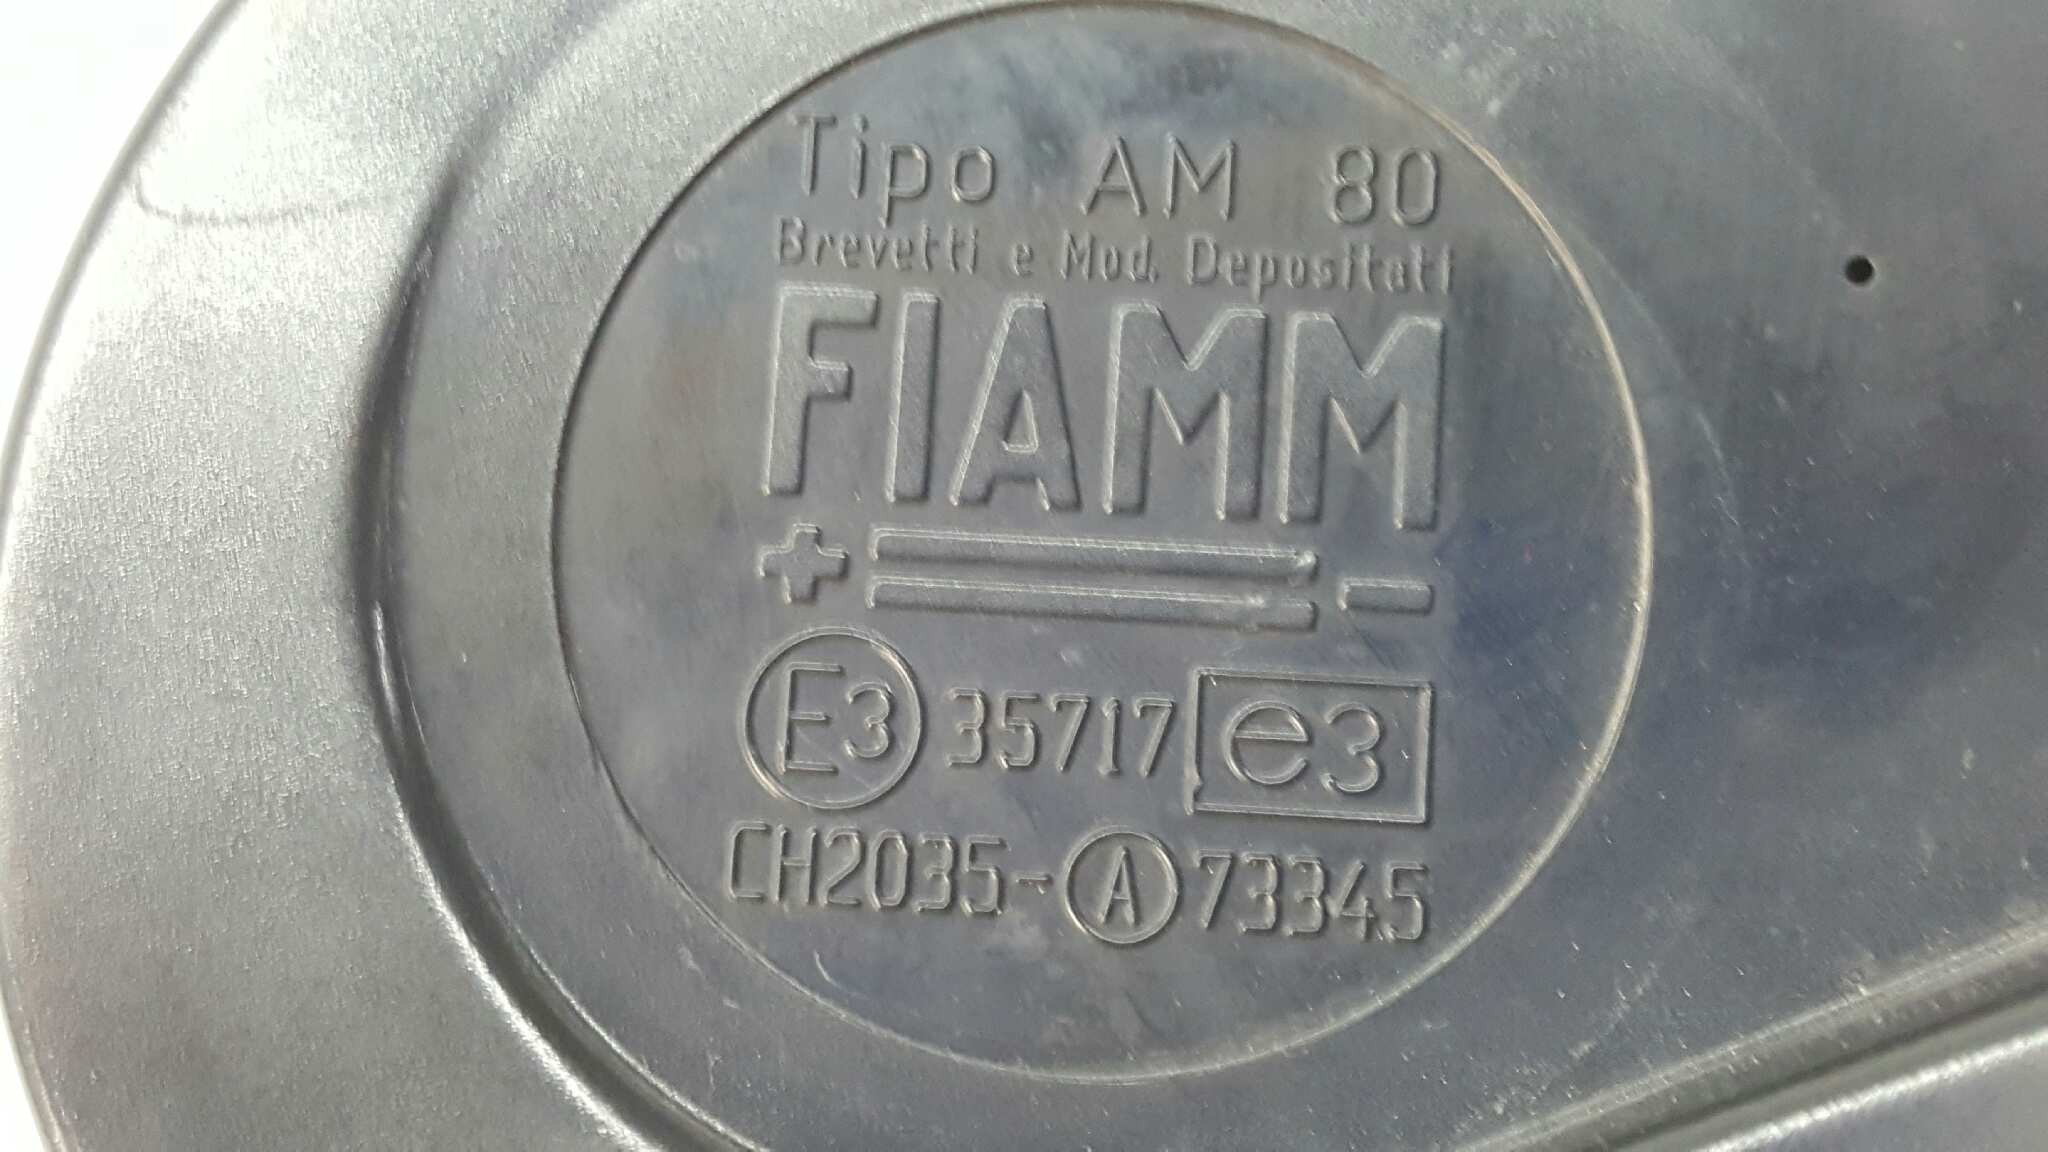 Tipo AM 80
Brevetti e Mod. Depositati
FIAMM
+ -
E3 35717 e3
CH2035-A 73345